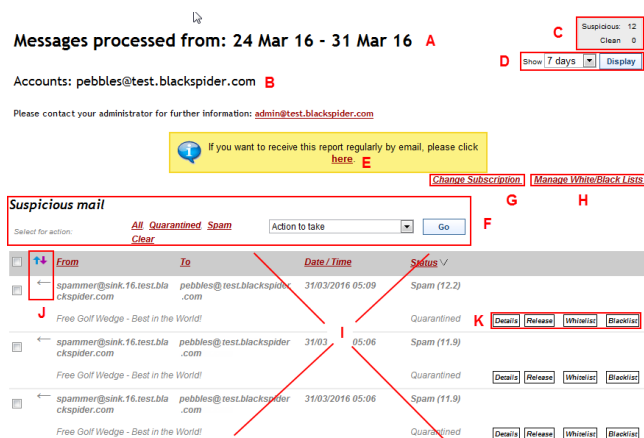 Suspicious: 12
Clean 0
C
Messages processed from: 24 Mar 16 - 31 Mar 16 A
D Show 7 days Display
Accounts: pebbles@test.blackspider.com B
Please contact your administrator for further information: admin@test.blackspider.com
If you want to receive this report regularly by email, please click
here. E
Change Subscription Manage White/Black Lists
G H
Suspicious mail
Select for action: All Quarantined Spam Action to take Go F
Clear
From To Date / Time Status
spammer@sink.16.test.bla pebbles@test.blackspider 31/03/2016 05:09 Spam (12.2)
ckspider.com .com
J
Free Golf Wedge - Best in the World! Quarantined K Details Release Whitelist Blacklist
I
spammer@sink.16.test.bla pebbles@test.blackspider 31/03 05:06 Spam (11.9)
ckspider.com .com
Free Golf Wedge - Best in the World! Quarantined Details Release Whitelist Blacklist
spammer@sink.16.test.bla pebbles@test.blackspider 31/03/2016 05:06 Spam (11.9)
ckspider.com .com
Free Golf Wedge - Best in the World! Quarantined Details Release Whitelist Blacklist